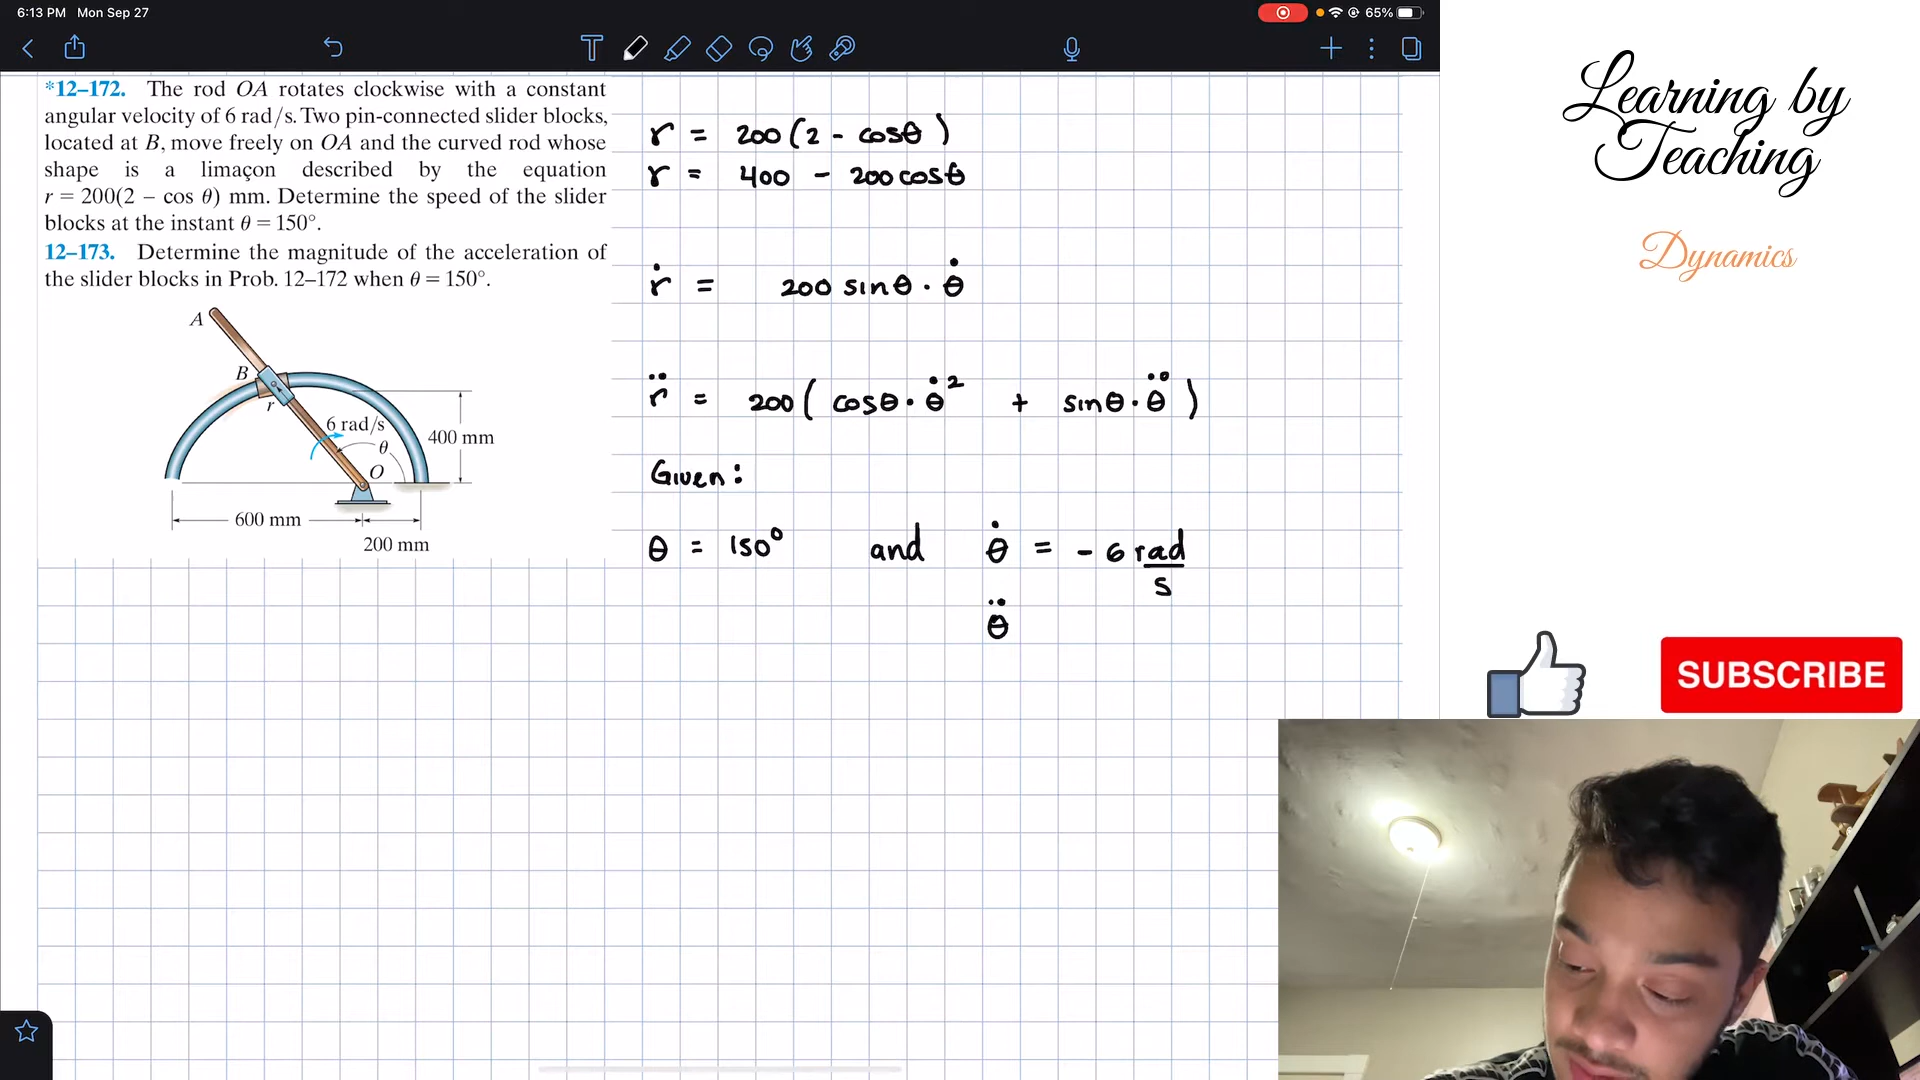 6:13 PM Mon Sep 27
65%
*12–172. The rod OA rotates clockwise with a constant
angular velocity of 6 rad/s. Two pin-connected slider blocks,
located at B, move freely on OA and the curved rod whose
shape is a limaçon described by the equation
r = 200(2 – cos θ) mm. Determine the speed of the slider
blocks at the instant θ = 150°.
12–173. Determine the magnitude of the acceleration of
the slider blocks in Prob. 12–172 when θ = 150°.
A
B
r
6 rad/s
θ
O
400 mm
600 mm
200 mm
r = 200(2 - cosθ)
r = 400 - 200cosθ
ṙ = 200 sinθ · θ̇
r̈ = 200( cosθ · θ̇² + sinθ · θ̈ )
Given:
θ = 150° and θ̇ = - 6 rad/s
θ̈
Learning by
Teaching
Dynamics
SUBSCRIBE